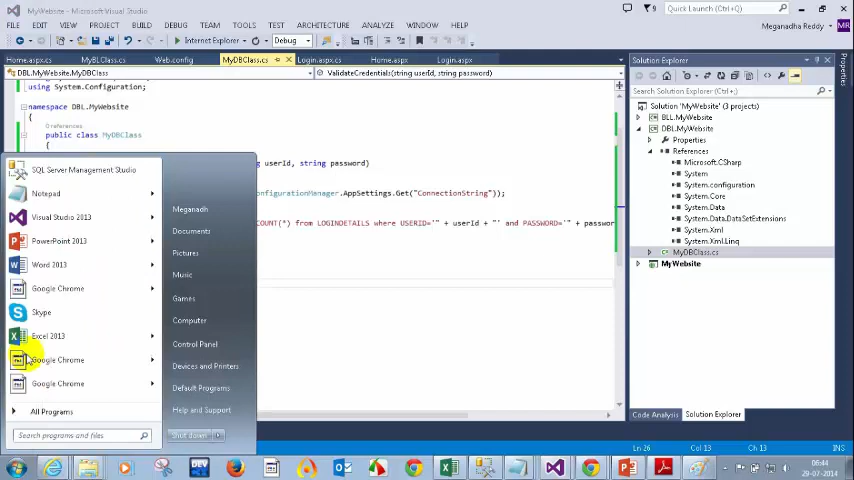 MyWebsite - Microsoft Visual Studio
9
Quick Launch (Ctrl+Q)
FILE EDIT VIEW PROJECT BUILD DEBUG TEAM TOOLS TEST ARCHITECTURE ANALYZE WINDOW HELP
Meganadha Reddy
MR
Internet Explorer Debug
Home.aspx.cs MyBLClass.cs Web.config MyDBClass.cs Login.aspx.cs Home.aspx Login.aspx
DBL.MyWebsite.MyDBClass ValidateCredentials(string userId, string password)
using System.Configuration;
namespace DBL.MyWebsite
{
0 references
public class MyDBClass
{
userId, string password)
onfigurationManager.AppSettings.Get("ConnectionString"));
COUNT(*) from LOGINDETAILS where USERID='" + userId + "' and PASSWORD='" + passwor
Solution Explorer
Search Solution Explorer (Ctrl+;)
Solution 'MyWebsite' (3 projects)
BLL.MyWebsite
DBL.MyWebsite
Properties
References
Microsoft.CSharp
System
System.configuration
System.Core
System.Data
System.Data.DataSetExtensions
System.Xml
System.Xml.Linq
MyDBClass.cs
MyWebsite
Code Analysis Solution Explorer
Properties
SQL Server Management Studio
Notepad
Visual Studio 2013
PowerPoint 2013
Word 2013
Google Chrome
Skype
Excel 2013
Google Chrome
Google Chrome
All Programs
Search programs and files
Meganadh
Documents
Pictures
Music
Games
Computer
Control Panel
Devices and Printers
Default Programs
Help and Support
Shut down
Ln 26 Col 13 Ch 13
DEV
06:44
29-07-2014